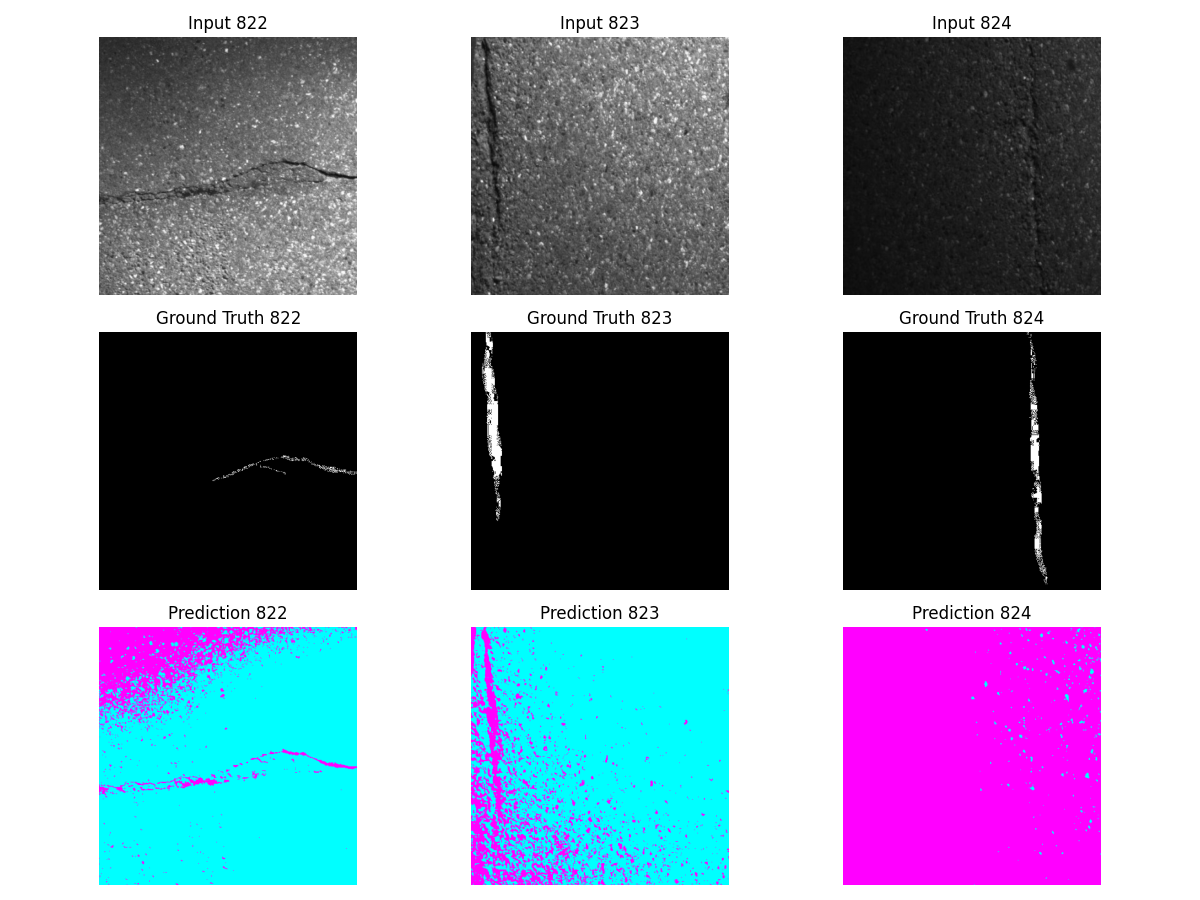 Input 822
Input 823
Input 824
Ground Truth 822
Ground Truth 823
Ground Truth 824
Prediction 822
Prediction 823
Prediction 824